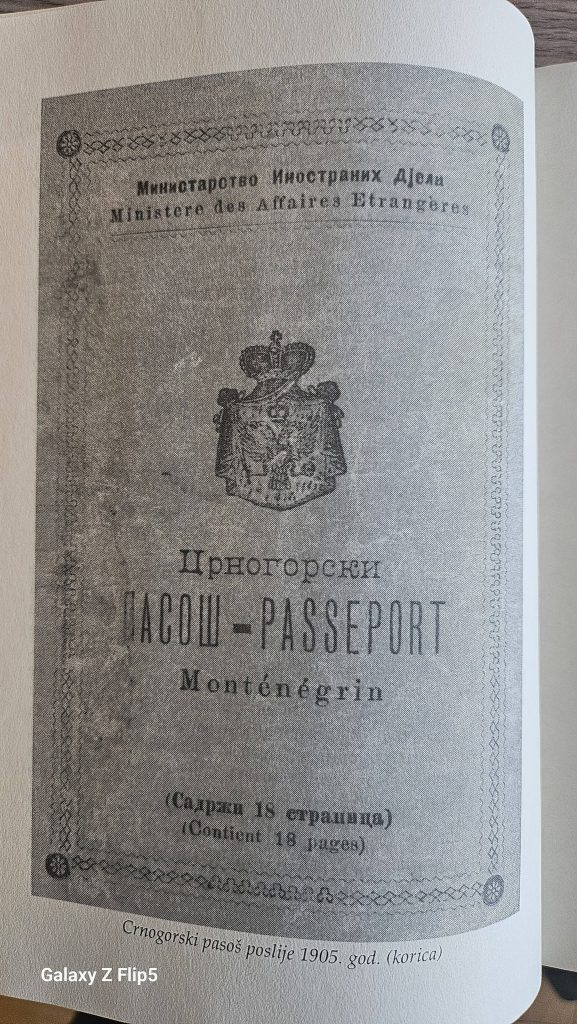 Министарство Иностраних Дјела
Ministere des Affaires Etrangeres
Црногорски
ПАСОШ - PASSEPORT
Monténégrin
(Садржи 18 страница)
(Contient 18 pages)
Crnogorski pasoš poslije 1905. god. (korica)
Galaxy Z Flip5